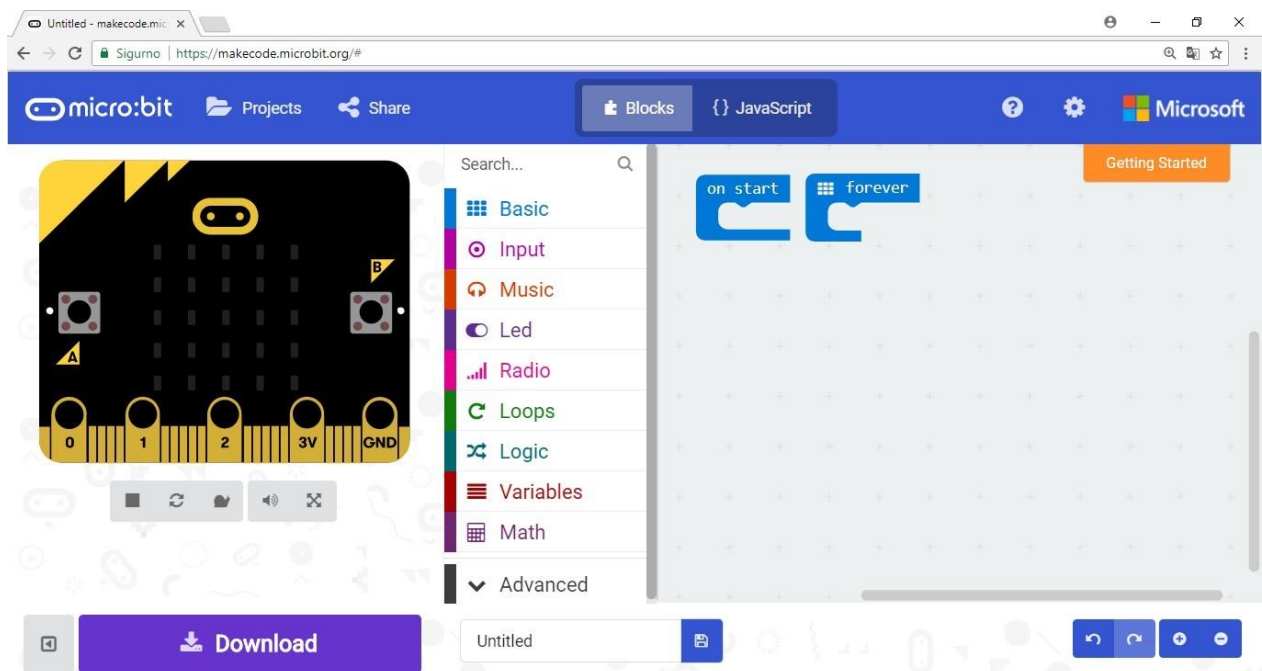 Untitled - makecode.mic
Sigurno | https://makecode.microbit.org/#
micro:bit Projects Share Blocks {} JavaScript ? Microsoft
Search...
Getting Started
on start
forever
Basic
Input
Music
Led
Radio
Loops
Logic
Variables
Math
Advanced
B
A
0 1 2 3V GND
Download
Untitled